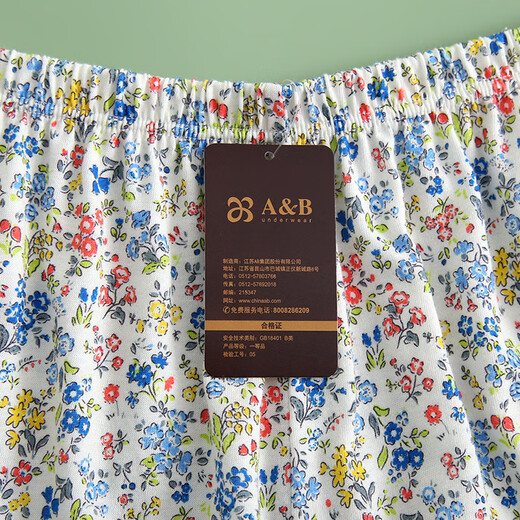 A&B
underwear
制造商：江苏AB集团股份有限公司
地址：江苏省昆山市巴城镇正仪新城路8号
电话：0512-57603768
传真：0512-57692016
邮编：215347
网址：www.chinaab.com
免费服务电话：8008286209
合格证
安全技术类别：GB18401 B类
产品等级：一等品
检验工号：05